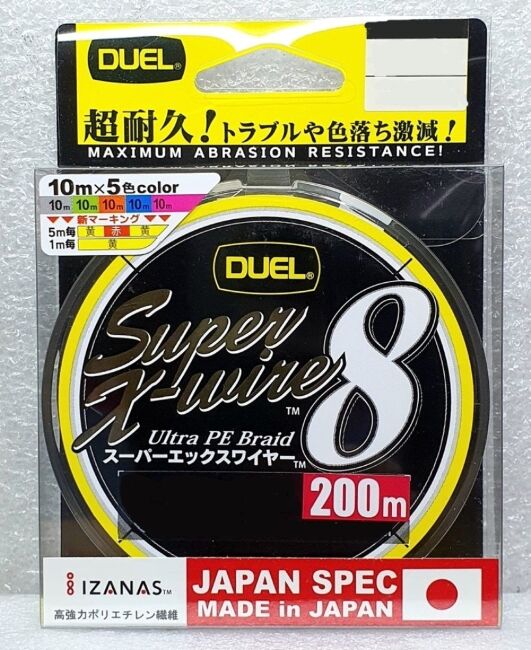 DUEL®
超耐久！トラブルや色落ち激減！
MAXIMUM ABRASION RESISTANCE!
10m×5色color
10m 10m 10m 10m 10m
新マーキング
5m毎 黄 赤 黄
1m毎 黄
DUEL®
Super
X-wire 8
TM
Ultra PE Braid
スーパーエックスワイヤー TM
200m
IZANAS TM
高強力ポリエチレン繊維
JAPAN SPEC
MADE in JAPAN